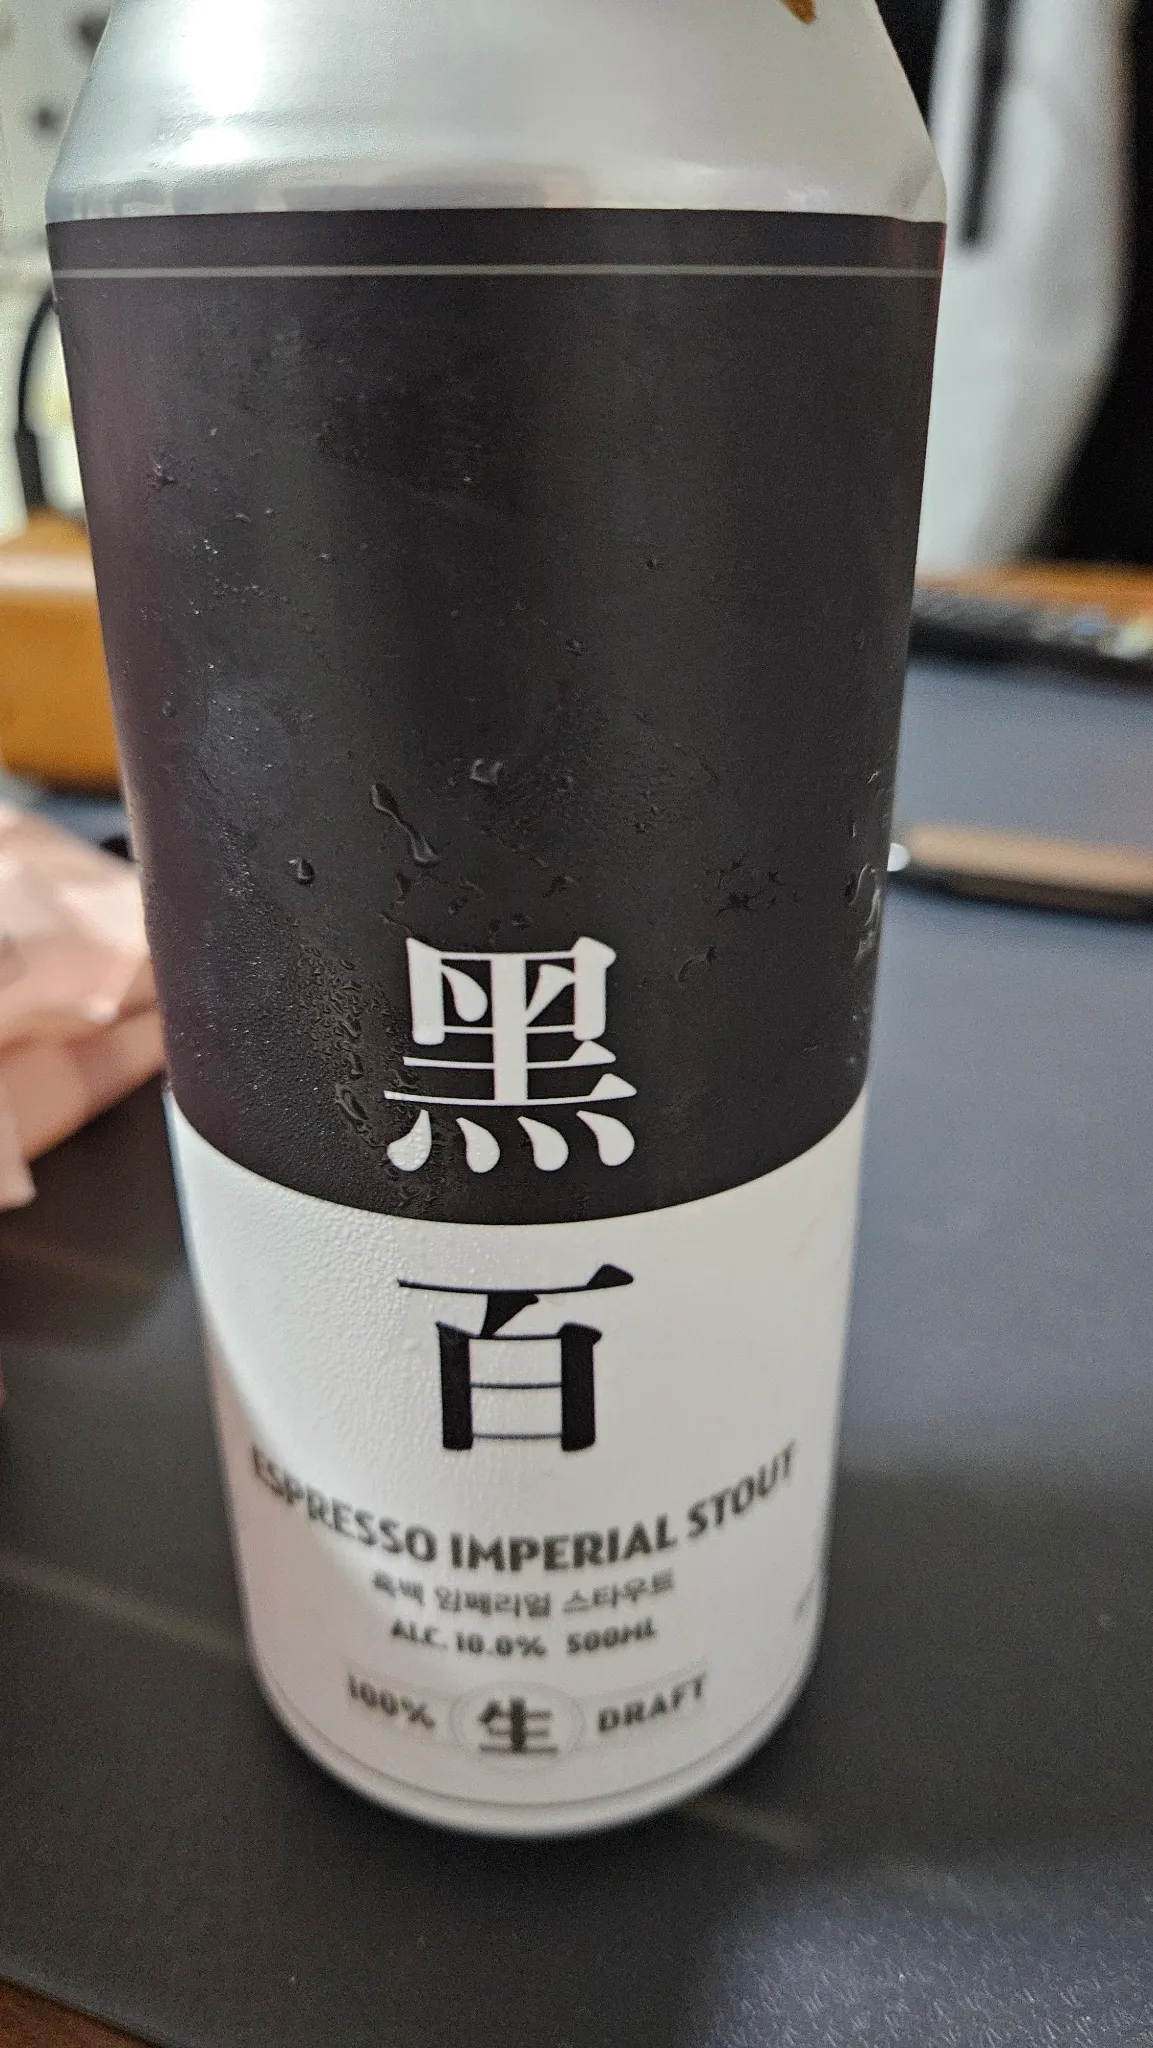 黑
百
ESPRESSO IMPERIAL STOUT
흑백 임페리얼 스타우트
ALC. 10.0% 500ML
100% 生 DRAFT